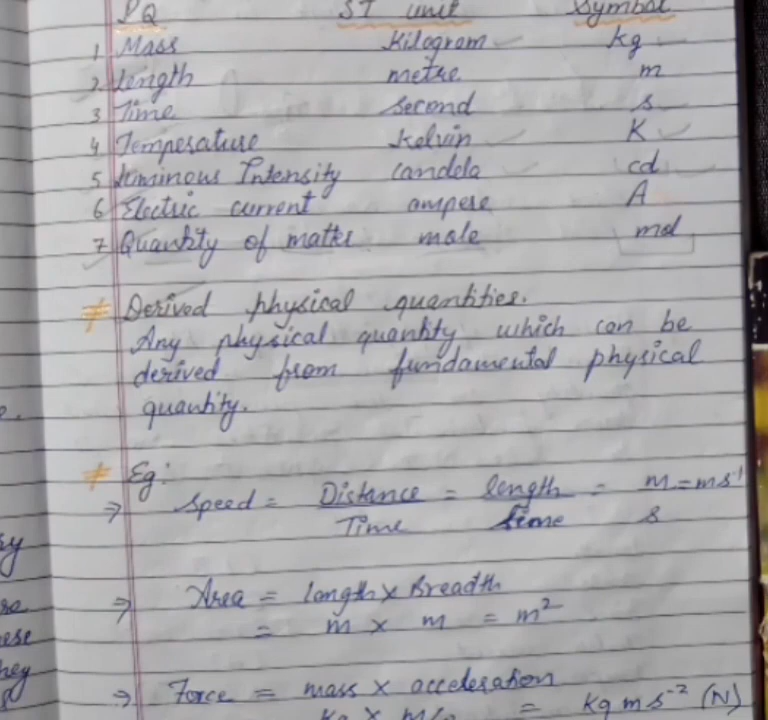 PQ SI unit Symbol
1 Mass Kilogram kg
2 Length metre m
3 Time second s
4 Temperature Kelvin K
5 Luminous Intensity candela cd
6 Electric current ampere A
7 Quantity of matter mole mol
# Derived physical quantities.
Any physical quantity which can be
derived from fundamental physical
quantity.
# Eg:
⇒ Speed = Distance / Time = length / time = m / s = ms⁻¹
⇒ Area = length × Breadth
= m × m = m²
⇒ Force = mass × acceleration
= kg m s⁻² (N)